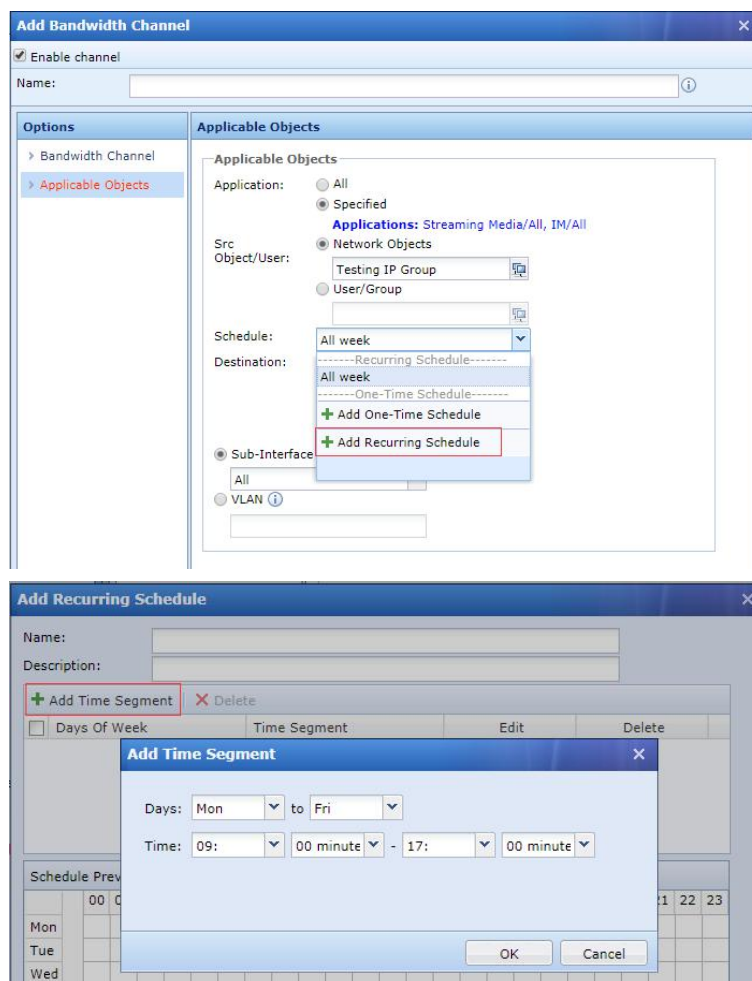 Add Bandwidth Channel
Enable channel
Name:
Options
Applicable Objects
Bandwidth Channel
Applicable Objects
Applicable Objects
Application:
All
Specified
Applications: Streaming Media/All, IM/All
Src Object/User:
Network Objects
Testing IP Group
User/Group
Schedule:
All week
Destination:
-------Recurring Schedule-------
All week
-------One-Time Schedule-------
Add One-Time Schedule
Add Recurring Schedule
Sub-Interface
All
VLAN
Add Recurring Schedule
Name:
Description:
Add Time Segment Delete
Days Of Week Time Segment Edit Delete
Add Time Segment
Days: Mon to Fri
Time: 09: 00 minute - 17: 00 minute
Schedule Prev
00 22 23
Mon
Tue
OK Cancel
Wed